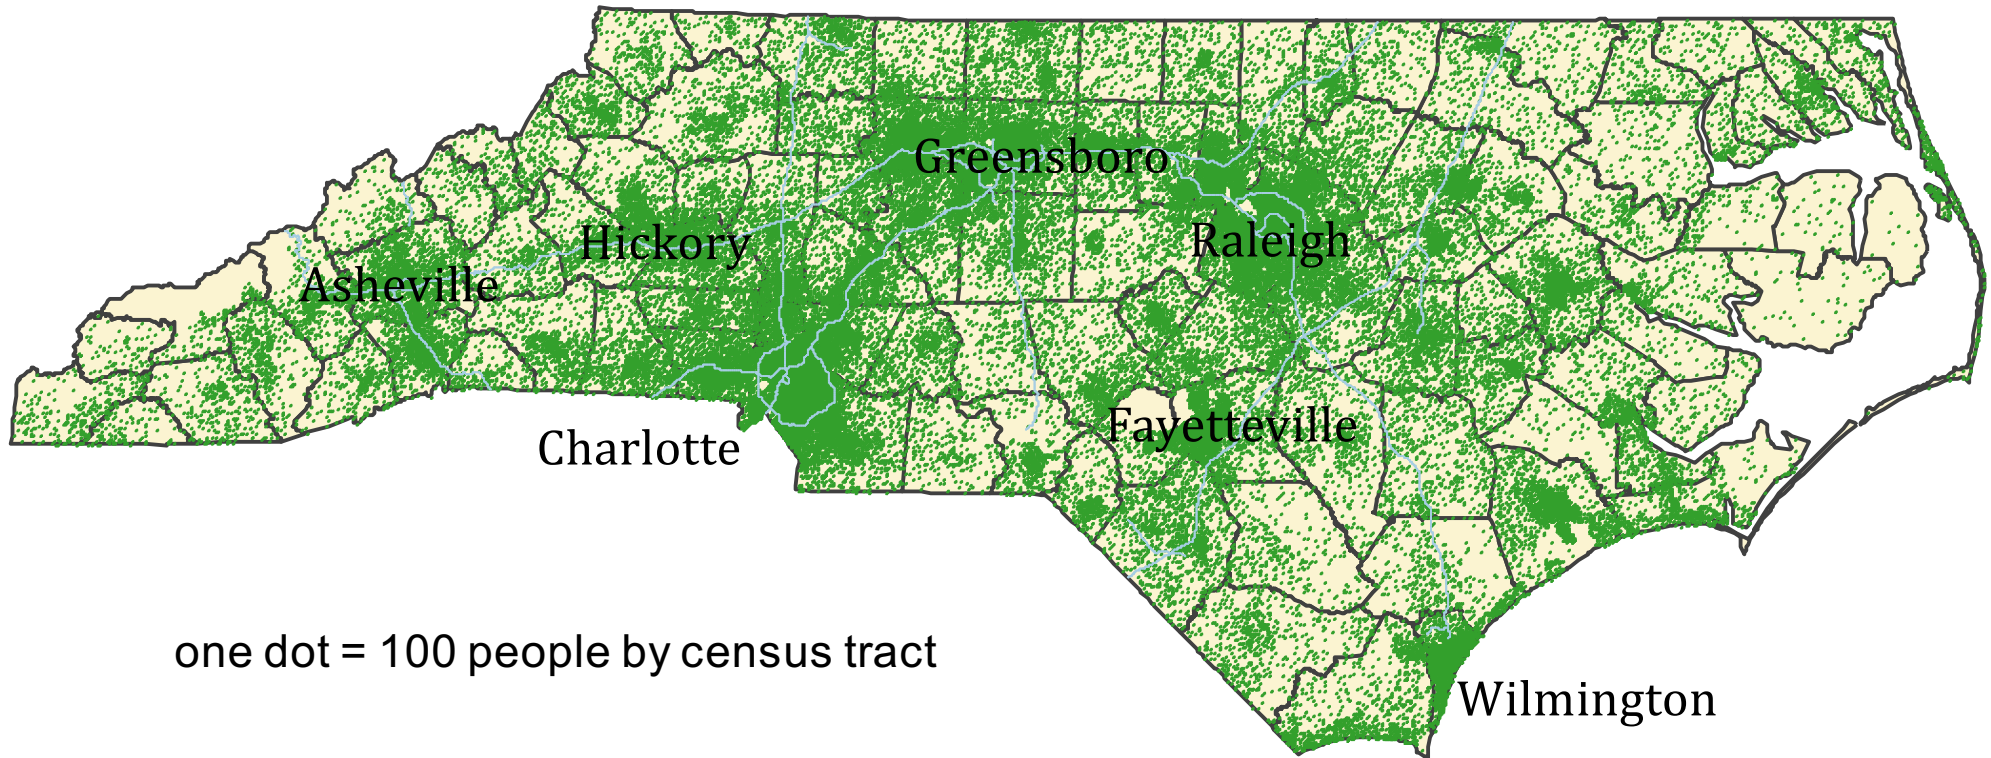 Greensboro
Hickory
Raleigh
Asheville
Fayetteville
Charlotte
one dot = 100 people by census tract
Wilmington